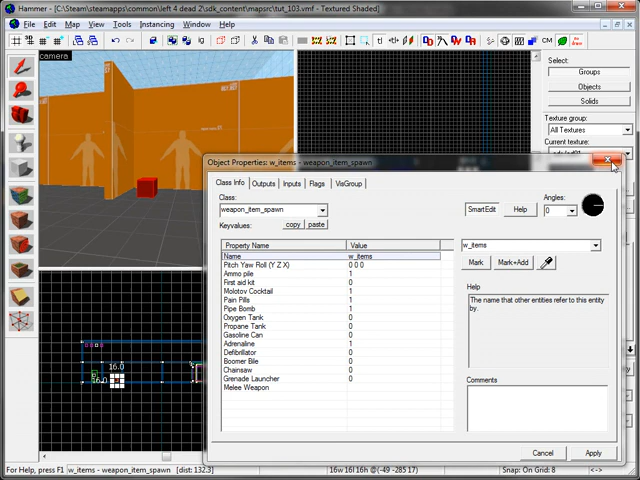 Hammer - [C:\Steam\steamapps\common\left 4 dead 2\sdk_content\mapsrc\tut_103.vmf - Textured Shaded]
File Edit Map View Tools Instancing Window Help
camera
Select:
Groups
Objects
Solids
Texture group:
All Textures
Current texture:
Object Properties: w_items - weapon_item_spawn
Class Info Outputs Inputs Flags VisGroup
Class:
weapon_item_spawn
SmartEdit Help
Angles:
0
Keyvalues: copy paste
Property Name Value
Name w_items
Pitch Yaw Roll (Y Z X) 0 0 0
Ammo pile 1
First aid kit 0
Molotov Cocktail 1
Pain Pills 1
Pipe Bomb 1
Oxygen Tank 0
Propane Tank 0
Gasoline Can 0
Adrenaline 1
Defibrillator 0
Boomer Bile 0
Chainsaw 0
Grenade Launcher 0
Melee Weapon
w_items
Mark Mark+Add
Help
The name that other entities refer to this entity
by.
Comments
Cancel Apply
16.0
16.0
For Help, press F1 w_items - weapon_item_spawn [dist: 132.3] 16w 16l 16h @(-49 -285 17) Snap: On Grid: 8